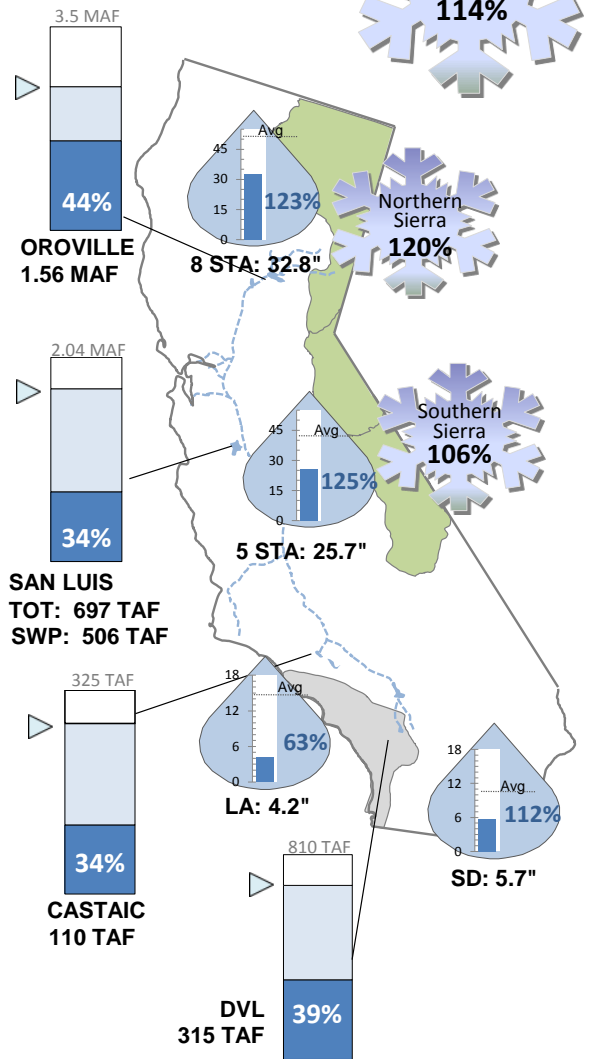 114%
3.5 MAF
44%
OROVILLE
1.56 MAF
Avg
45
30
15
0
123%
8 STA: 32.8"
Northern
Sierra
120%
2.04 MAF
34%
SAN LUIS
TOT: 697 TAF
SWP: 506 TAF
Avg
45
30
15
0
125%
5 STA: 25.7"
Southern
Sierra
106%
325 TAF
34%
CASTAIC
110 TAF
18
Avg
12
6
0
63%
LA: 4.2"
18
12
Avg
6
0
112%
SD: 5.7"
810 TAF
39%
DVL
315 TAF